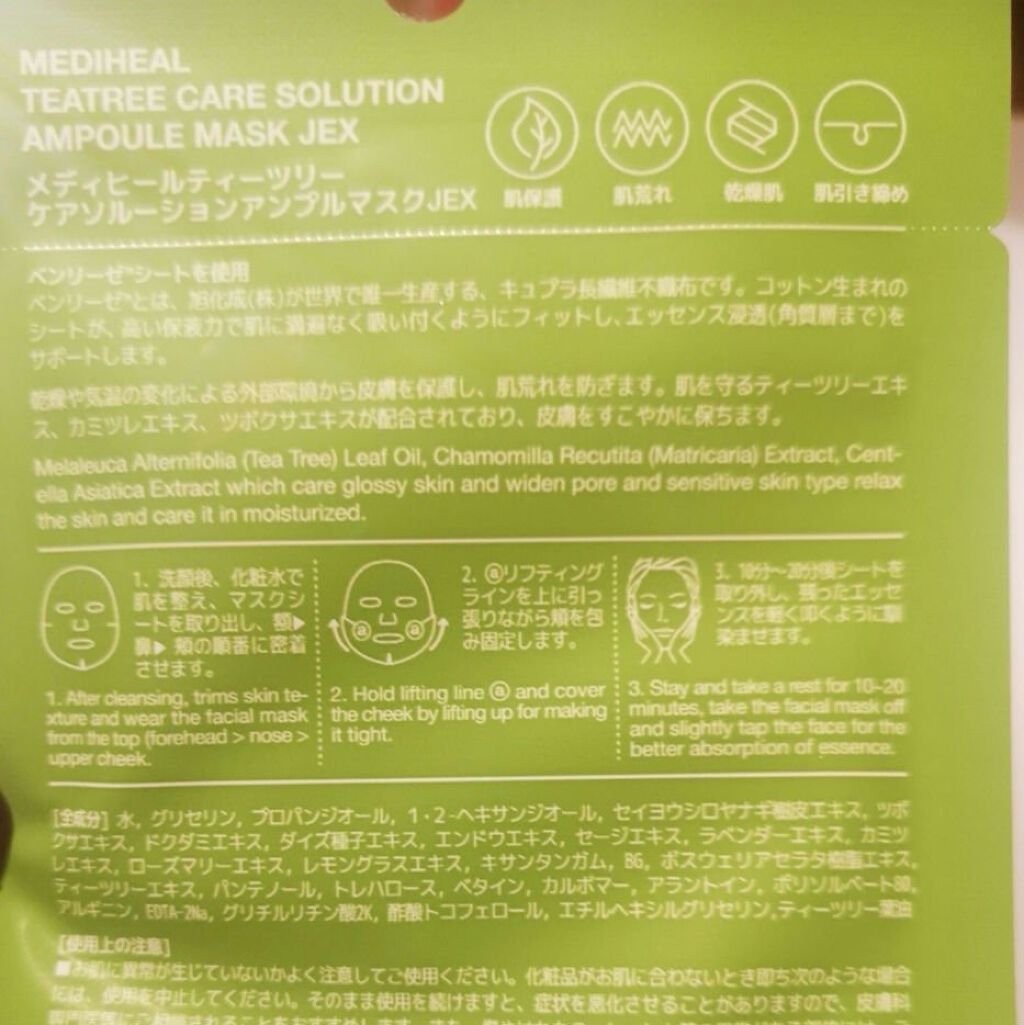 MEDIHEAL
TEATREE CARE SOLUTION
AMPOULE MASK JEX
メディヒールティーツリー
ケアソルーションアンプルマスクJEX
肌保護
肌荒れ
乾燥肌
肌引き締め
ベンリーゼ™シートを使用
ベンリーゼ™とは、旭化成(株)が世界で唯一生産する、キュプラ長繊維不織布です。コットン生まれの
シートが、高い保液力で肌に満遍なく吸い付くようにフィットし、エッセンス浸透(角質層まで)を
サポートします。
乾燥や気温の変化による外部環境から皮膚を保護し、肌荒れを防ぎます。肌を守るティーツリーエキ
ス、カミツレエキス、ツボクサエキスが配合されており、皮膚をすこやかに保ちます。
Melaleuca Alternifolia (Tea Tree) Leaf Oil, Chamomilla Recutita (Matricaria) Extract, Cent-
ella Asiatica Extract which care glossy skin and widen pore and sensitive skin type relax
the skin and care it in moisturized.
1. 洗顔後、化粧水で
肌を整え、マスクシ
ートを取り出し、額▶
鼻▶ 頬の順番に密着
させます。
1. After cleansing, trims skin te-
xture and wear the facial mask
from the top (forehead > nose >
upper cheek.
ⓐ ⓐ
2. ⓐリフティング
ラインを上に引っ
張りながら頬を包
み固定します。
2. Hold lifting line ⓐ and cover
the cheek by lifting up for making
it tight.
3. 10分~20分後シートを
取り外し、残ったエッセ
ンスを軽く叩くように馴
染ませます。
3. Stay and take a rest for 10~20
minutes, take the facial mask off
and slightly tap the face for the
better absorption of essence.
[全成分] 水, グリセリン, プロパンジオール, 1・2-ヘキサンジオール, セイヨウシロヤナギ樹皮エキス, ツボ
クサエキス, ドクダミエキス, ダイズ種子エキス, エンドウエキス, セージエキス, ラベンダーエキス, カミツ
レエキス, ローズマリーエキス, レモングラスエキス, キサンタンガム, BG, ボスウェリアセラタ樹脂エキス,
ティーツリーエキス, パンテノール, トレハロース, ベタイン, カルボマー, アラントイン, ポリソルベート80,
アルギニン, EDTA-2Na, グリチルリチン酸2K, 酢酸トコフェロール, エチルヘキシルグリセリン,ティーツリー葉油
[使用上の注意]
■お肌に異常が生じていないかよく注意してご使用ください。化粧品がお肌に合わないとき即ち次のような場合
には、使用を中止してください。そのまま使用を続けますと、症状を悪化させることがありますので、皮膚科